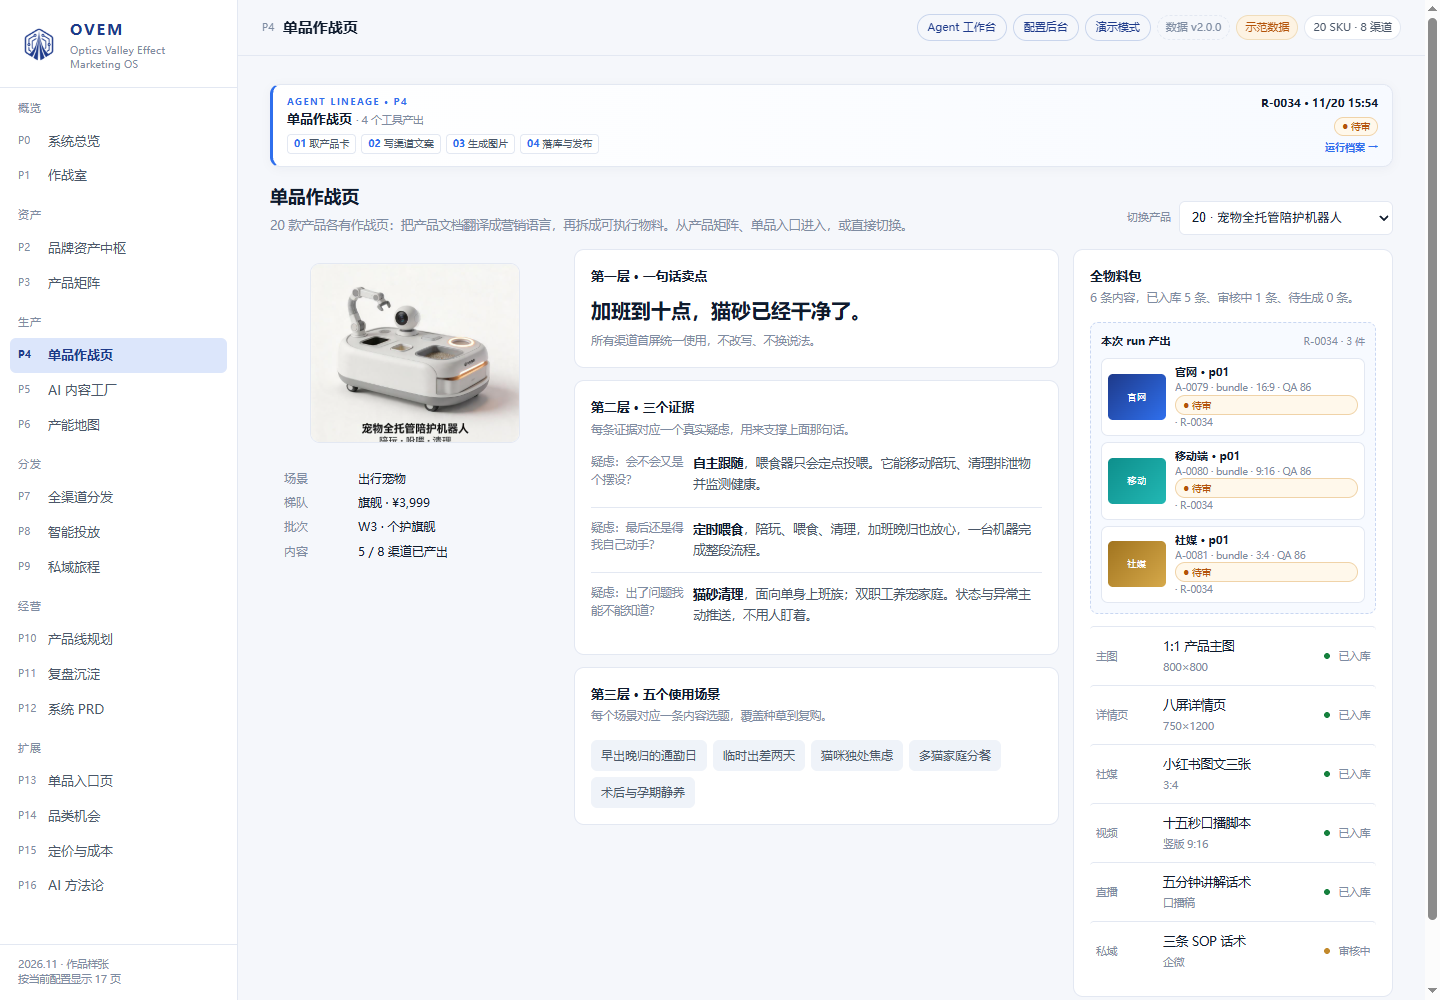 OVEM
Optics Valley Effect
Marketing OS
概览
P0 系统总览
P1 作战室
资产
P2 品牌资产中枢
P3 产品矩阵
生产
P4 单品作战页
P5 AI 内容工厂
P6 产能地图
分发
P7 全渠道分发
P8 智能投放
P9 私域旅程
经营
P10 产品线规划
P11 复盘沉淀
P12 系统 PRD
扩展
P13 单品入口页
P14 品类机会
P15 定价与成本
P16 AI 方法论
2026.11 · 作品样张
按当前配置显示 17 页
P4 单品作战页
Agent 工作台
配置后台
演示模式
数据 v2.0.0
示范数据
20 SKU · 8 渠道
AGENT LINEAGE • P4
单品作战页 · 4 个工具产出
01 取产品卡
02 写渠道文案
03 生成图片
04 落库与发布
R-0034 • 11/20 15:54
待审
运行档案 →
单品作战页
20 款产品各有作战页：把产品文档翻译成营销语言，再拆成可执行物料。从产品矩阵、单品入口进入，或直接切换。
切换产品
20 · 宠物全托管陪护机器人
宠物全托管陪护机器人
陪玩 · 喂喂 · 清理
场景 出行宠物
梯队 旗舰 · ¥3,999
批次 W3 · 个护旗舰
内容 5 / 8 渠道已产出
第一层 • 一句话卖点
加班到十点，猫砂已经干净了。
所有渠道首屏统一使用，不改写、不换说法。
第二层 • 三个证据
每条证据对应一个真实疑虑，用来支撑上面那句话。
疑虑：会不会又是个摆设？
自主跟随，喂食器只会定点投喂。它能移动陪玩、清理排泄物
并监测健康。
疑虑：最后还是得我自己动手？
定时喂食，陪玩、喂食、清理，加班晚归也放心，一台机器完
成整段流程。
疑虑：出了问题我能不能知道？
猫砂清理，面向单身上班族；双职工养宠家庭。状态与异常主
动推送，不用人盯着。
第三层 • 五个使用场景
每个场景对应一条内容选题，覆盖种草到复购。
早出晚归的通勤日
临时出差两天
猫咪独处焦虑
多猫家庭分餐
术后与孕期静养
全物料包
6 条内容，已入库 5 条、审核中 1 条、待生成 0 条。
本次 run 产出
R-0034 · 3 件
官网
官网 • p01
A-0079 · bundle · 16:9 · QA 86
待审
· R-0034
移动
移动端 • p01
A-0080 · bundle · 9:16 · QA 86
待审
· R-0034
社媒
社媒 • p01
A-0081 · bundle · 3:4 · QA 86
待审
· R-0034
主图
1:1 产品主图
800×800
已入库
详情页
八屏详情页
750×1200
已入库
社媒
小红书图文三张
3:4
已入库
视频
十五秒口播脚本
竖版 9:16
已入库
直播
五分钟讲解话术
口播稿
已入库
私域
三条 SOP 话术
企微
审核中